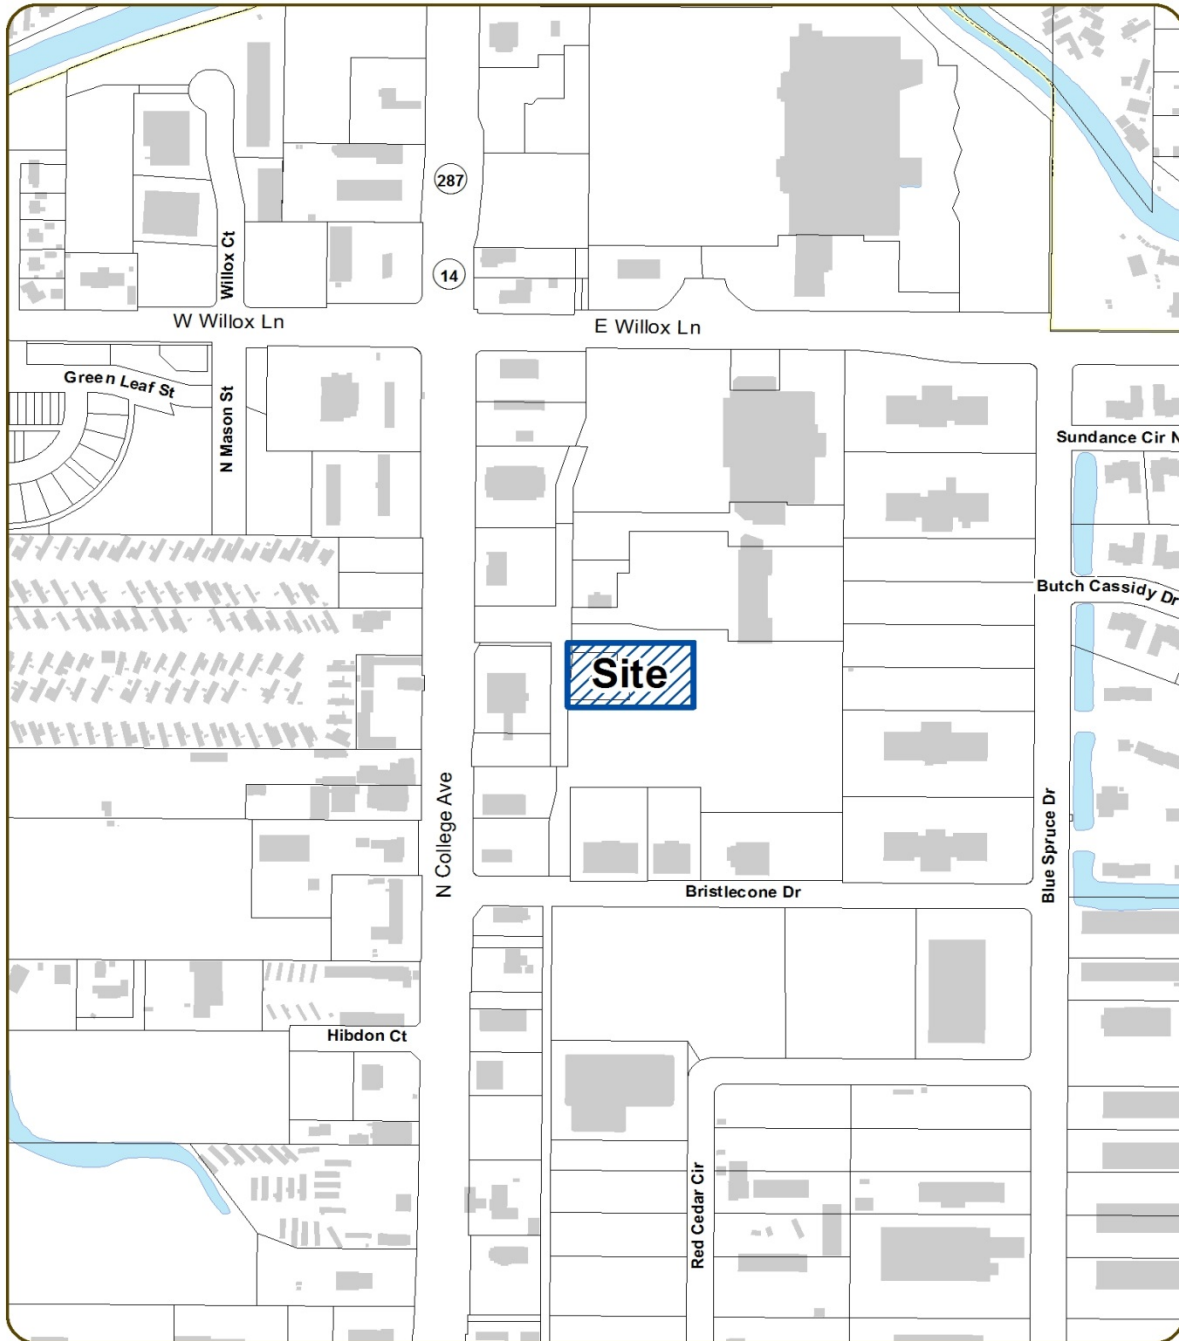 287
Willox Ct
14
W Willox Ln
E Willox Ln
Green Leaf St
N Mason St
Sundance Cir N
Butch Cassidy Dr
Site
N College Ave
Blue Spruce Dr
Bristlecone Dr
Hibdon Ct
Red Cedar Cir